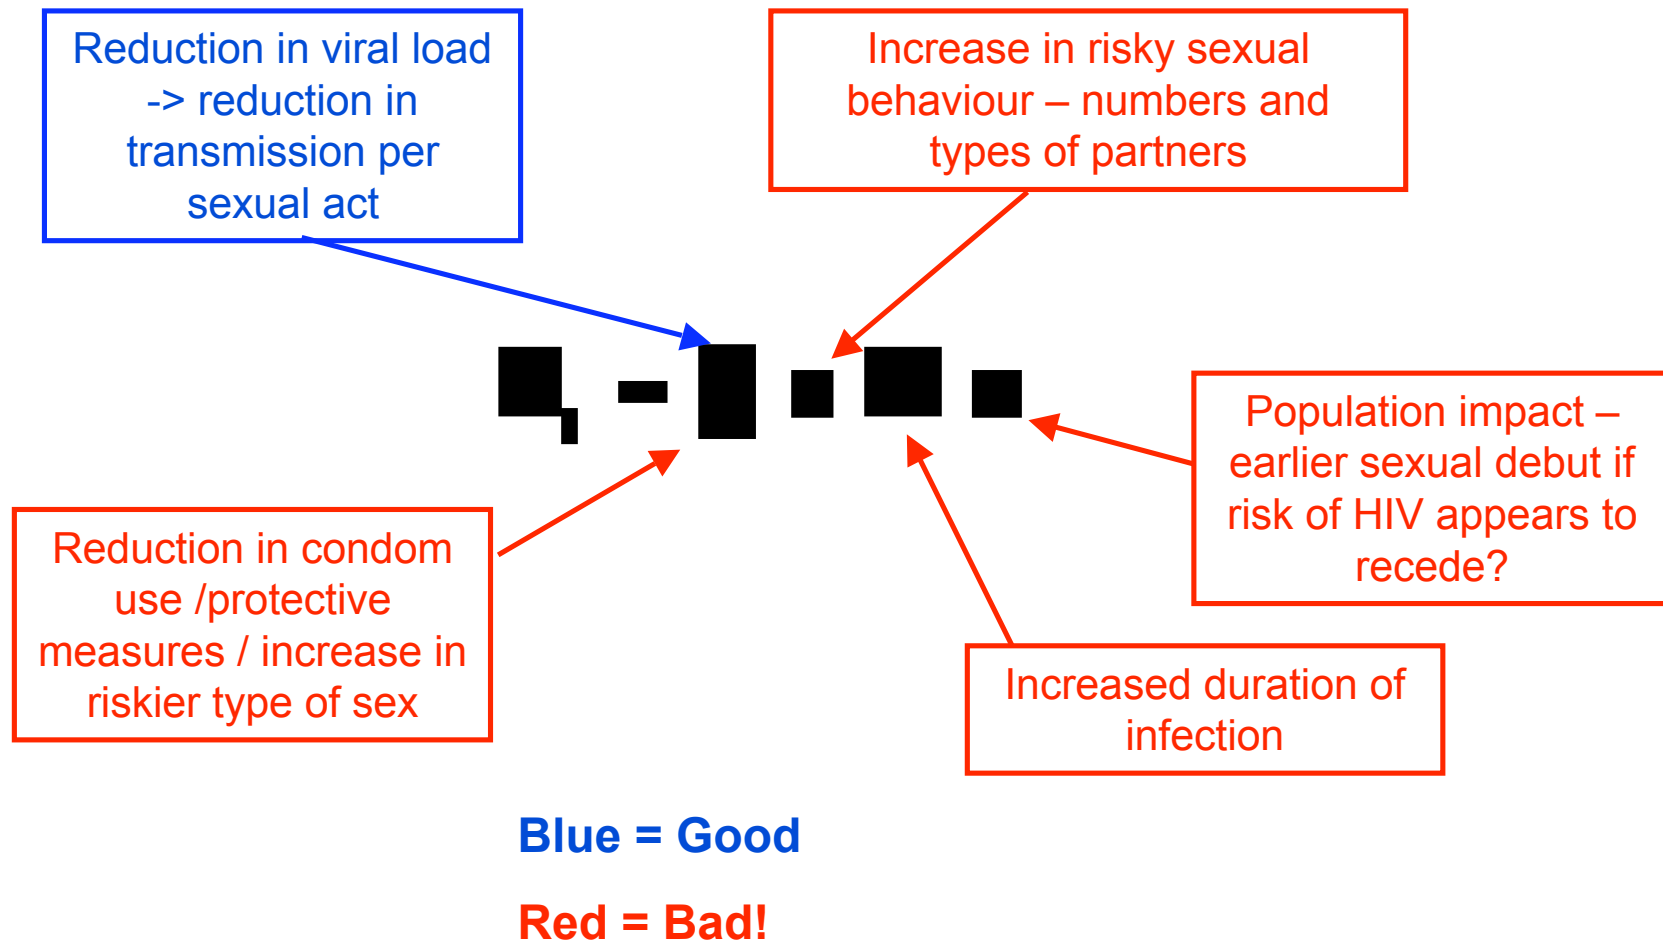 Reduction in viral load
-> reduction in
transmission per
sexual act
Increase in risky sexual
behaviour – numbers and
types of partners
Population impact –
earlier sexual debut if
risk of HIV appears to
recede?
Reduction in condom
use /protective
measures / increase in
riskier type of sex
Increased duration of
infection
Blue = Good
Red = Bad!